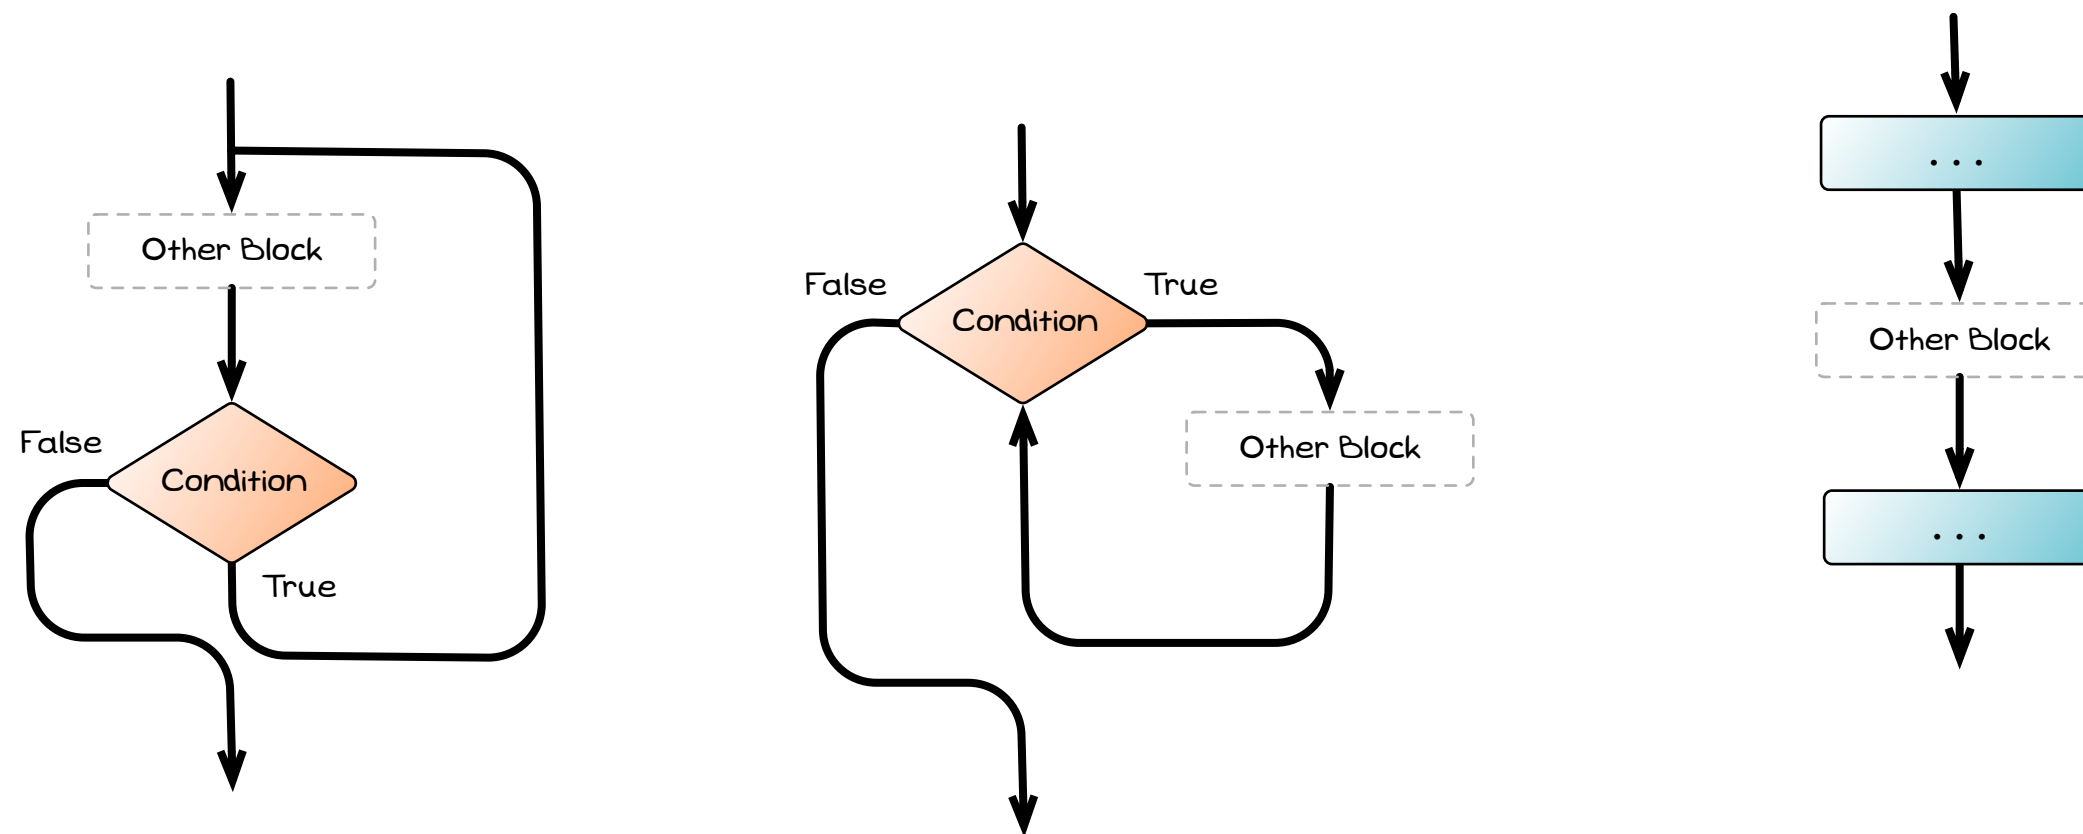 Other Block
False
Condition
True
False
True
Condition
Other Block
. . .
Other Block
. . .